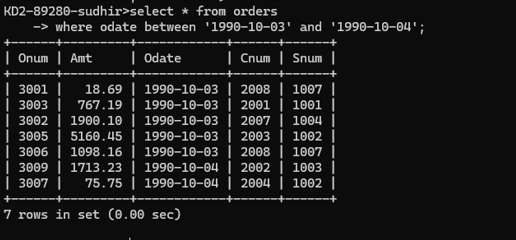 KD2-89280-sudhir>select * from orders
    -> where odate between '1990-10-03' and '1990-10-04';
+------+---------+------------+------+------+
| Onum | Amt     | Odate      | Cnum | Snum |
+------+---------+------------+------+------+
| 3001 |   18.69 | 1990-10-03 | 2008 | 1007 |
| 3003 |  767.19 | 1990-10-03 | 2001 | 1001 |
| 3002 | 1900.10 | 1990-10-03 | 2007 | 1004 |
| 3005 | 5160.45 | 1990-10-03 | 2003 | 1002 |
| 3006 | 1098.16 | 1990-10-03 | 2008 | 1007 |
| 3009 | 1713.23 | 1990-10-04 | 2002 | 1003 |
| 3007 |   75.75 | 1990-10-04 | 2004 | 1002 |
+------+---------+------------+------+------+
7 rows in set (0.00 sec)